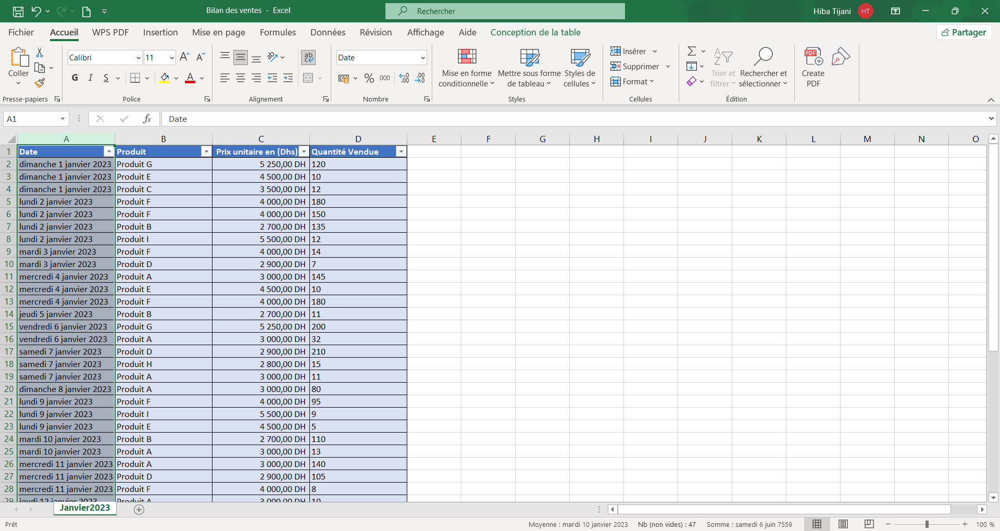 Bilan des ventes - Excel
Rechercher
Hiba Tijani HT
Fichier Accueil WPS PDF Insertion Mise en page Formules Données Révision Affichage Aide Conception de la table Partager
Coller
Presse-papiers
Calibri 11
G I S
Police
ab
Alignement
Date
% 000 ,00 ,00
Nombre
Mise en forme conditionnelle
Mettre sous forme de tableau
Styles de cellules
Styles
Insérer
Supprimer
Format
Cellules
Trier et filtrer
Rechercher et sélectionner
Édition
PDF
Create PDF
A1 fx Date
A B C D E F G H I J K L M N O
1 Date Produit Prix unitaire en (Dhs) Quantité Vendue
2 dimanche 1 janvier 2023 Produit G 5 250,00 DH 120
3 dimanche 1 janvier 2023 Produit E 4 500,00 DH 10
4 dimanche 1 janvier 2023 Produit C 3 500,00 DH 12
5 lundi 2 janvier 2023 Produit F 4 000,00 DH 180
6 lundi 2 janvier 2023 Produit F 4 000,00 DH 150
7 lundi 2 janvier 2023 Produit B 2 700,00 DH 135
8 lundi 2 janvier 2023 Produit I 5 500,00 DH 12
9 mardi 3 janvier 2023 Produit F 4 000,00 DH 14
10 mardi 3 janvier 2023 Produit D 2 900,00 DH 7
11 mercredi 4 janvier 2023 Produit A 3 000,00 DH 145
12 mercredi 4 janvier 2023 Produit E 4 500,00 DH 10
13 mercredi 4 janvier 2023 Produit F 4 000,00 DH 180
14 jeudi 5 janvier 2023 Produit B 2 700,00 DH 11
15 vendredi 6 janvier 2023 Produit G 5 250,00 DH 200
16 vendredi 6 janvier 2023 Produit A 3 000,00 DH 32
17 samedi 7 janvier 2023 Produit D 2 900,00 DH 210
18 samedi 7 janvier 2023 Produit H 2 800,00 DH 15
19 samedi 7 janvier 2023 Produit A 3 000,00 DH 11
20 dimanche 8 janvier 2023 Produit A 3 000,00 DH 80
21 lundi 9 janvier 2023 Produit F 4 000,00 DH 95
22 lundi 9 janvier 2023 Produit I 5 500,00 DH 9
23 lundi 9 janvier 2023 Produit E 4 500,00 DH 5
24 mardi 10 janvier 2023 Produit B 2 700,00 DH 110
25 mardi 10 janvier 2023 Produit A 3 000,00 DH 13
26 mercredi 11 janvier 2023 Produit A 3 000,00 DH 140
27 mercredi 11 janvier 2023 Produit D 2 900,00 DH 105
28 mercredi 11 janvier 2023 Produit F 4 000,00 DH 8
29 jeudi 12 janvier 2023 Produit A 3 000,00 DH 10
Janvier2023
Prêt Moyenne : mardi 10 janvier 2023 Nb (non vides) : 47 Somme : samedi 6 juin 7559 100 %